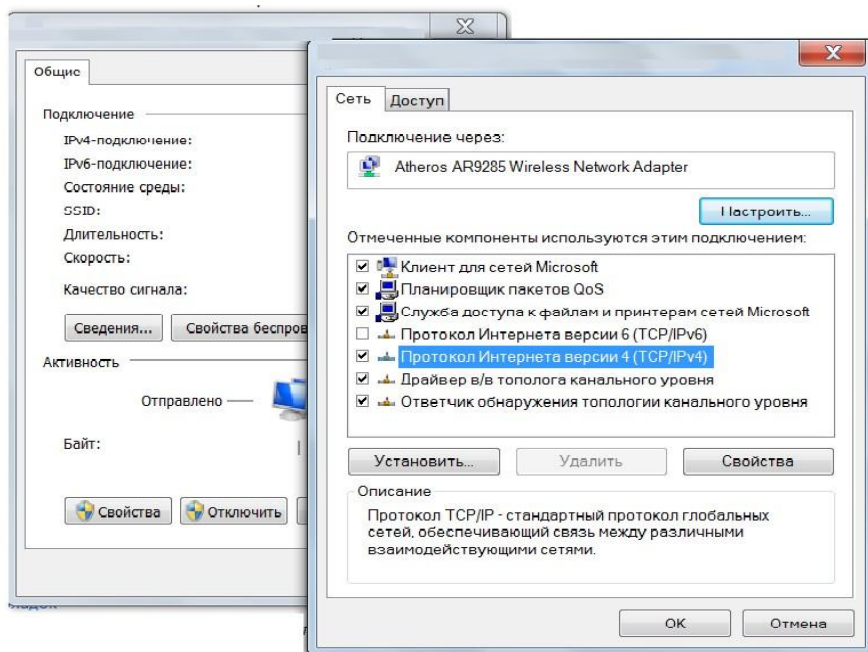 Общис
Подключение
IPv4-подключение:
IPv6-подключение:
Состояние среды:
SSID:
Длительность:
Скорость:
Качество сигнала:
Сведения...
Свойства беспров
Активность
Отправлено
Байт:
Свойства
Отключить
Сеть
Доступ
Подключение через:
Atheros AR9285 Wireless Network Adapter
Настроить...
Отмеченные компоненты используются этим подключением:
Клиент для сетей Microsoft
Планировщик пакетов QoS
Служба доступа к файлам и принтерам сетей Microsoft
Протокол Интернета версии 6 (TCP/IPv6)
Протокол Интернета версии 4 (TCP/IPv4)
Драйвер в/в тополога канального уровня
Ответчик обнаружения топологии канального уровня
Установить...
Удалить
Свойства
Описание
Протокол TCP/IP - стандартный протокол глобальных
сетей, обеспечивающий связь между различными
взаимодействующими сетями.
OK
Отмена